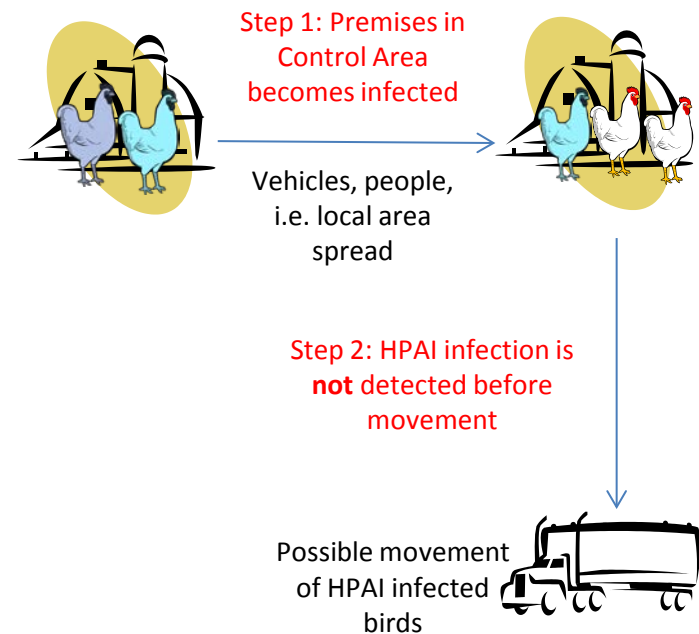 Step 1: Premises in
Control Area
becomes infected
Vehicles, people,
i.e. local area
spread
Step 2: HPAI infection is
not detected before
movement
Possible movement
of HPAI infected
birds